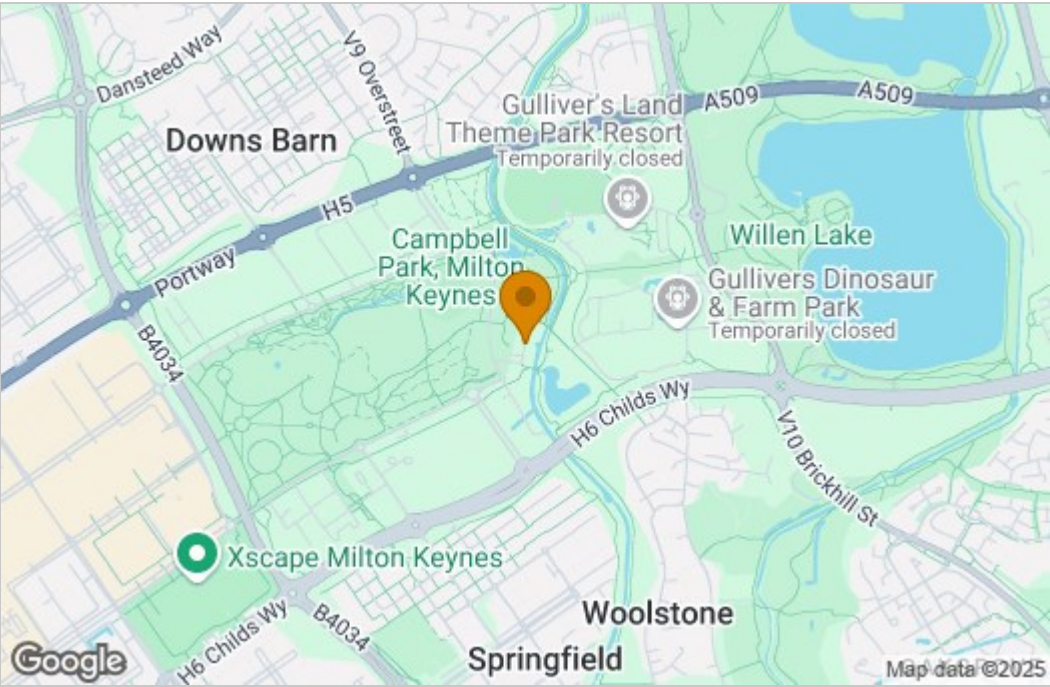 Dansteed Way
V9 Overstreet
Downs Barn
Gulliver's Land
Theme Park Resort
Temporarily closed
A509
A509
H5
Portway
Campbell
Park, Milton
Keynes
Willen Lake
Gullivers Dinosaur
& Farm Park
Temporarily closed
B4034
H6 Childs Wy
V10 Brickhill St
Xscape Milton Keynes
H6 Childs Wy
B4034
Woolstone
Springfield
Google
Map data ©2025